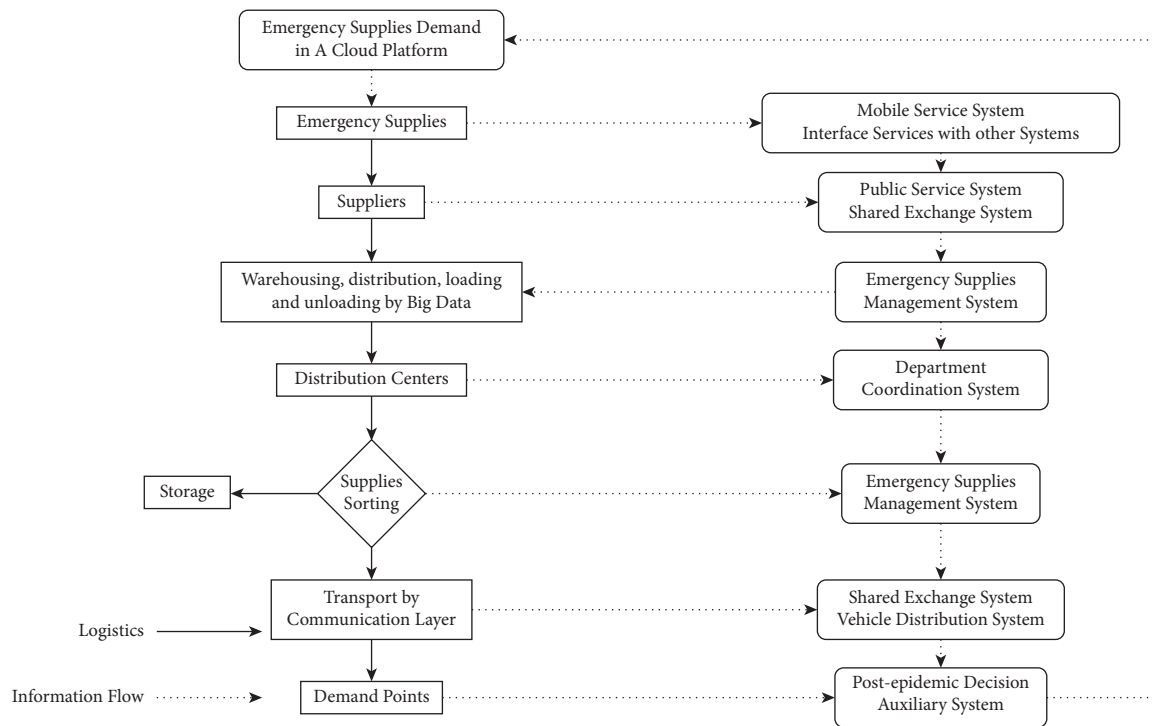 Emergency Supplies Demand
in A Cloud Platform
Emergency Supplies
Mobile Service System
Interface Services with other Systems
Suppliers
Public Service System
Shared Exchange System
Warehousing, distribution, loading
and unloading by Big Data
Emergency Supplies
Management System
Distribution Centers
Department
Coordination System
Storage
Supplies
Sorting
Emergency Supplies
Management System
Transport by
Communication Layer
Shared Exchange System
Vehicle Distribution System
Logistics
Information Flow
Demand Points
Post-epidemic Decision
Auxiliary System